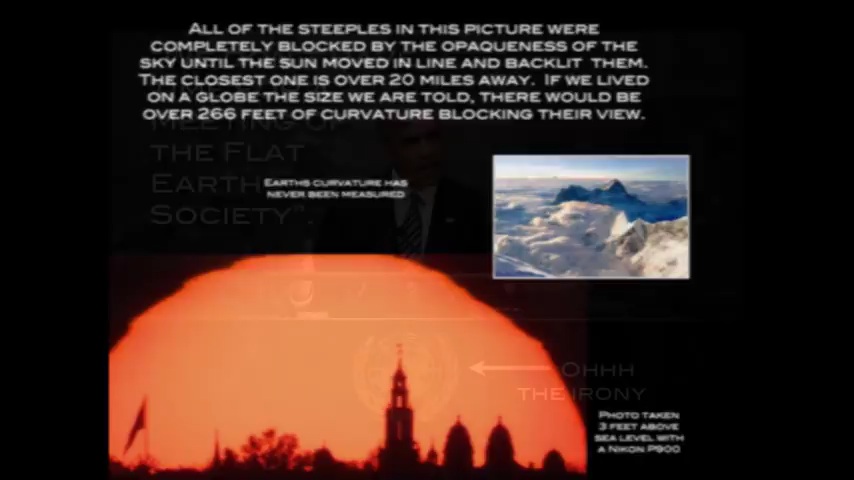 ALL OF THE STEEPLES IN THIS PICTURE WERE
COMPLETELY BLOCKED BY THE OPAQUENESS OF THE
SKY UNTIL THE SUN MOVED IN LINE AND BACKLIT THEM.
THE CLOSEST ONE IS OVER 20 MILES AWAY. IF WE LIVED
ON A GLOBE THE SIZE WE ARE TOLD, THERE WOULD BE
OVER 266 FEET OF CURVATURE BLOCKING THEIR VIEW.
MEETING OF
THE FLAT
EARTH
SOCIETY".
EARTHS CURVATURE HAS
NEVER BEEN MEASURED
OHHH
THE IRONY
PHOTO TAKEN
3 FEET ABOVE
SEA LEVEL WITH
A NIKON P900